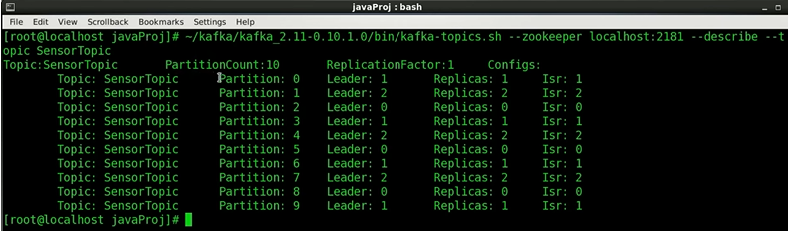 javaProj : bash
File Edit View Scrollback Bookmarks Settings Help
[root@localhost javaProj]# ~/kafka/kafka_2.11-0.10.1.0/bin/kafka-topics.sh --zookeeper localhost:2181 --describe --t
opic SensorTopic
Topic:SensorTopic PartitionCount:10 ReplicationFactor:1 Configs:
Topic: SensorTopic Partition: 0 Leader: 1 Replicas: 1 Isr: 1
Topic: SensorTopic Partition: 1 Leader: 2 Replicas: 2 Isr: 2
Topic: SensorTopic Partition: 2 Leader: 0 Replicas: 0 Isr: 0
Topic: SensorTopic Partition: 3 Leader: 1 Replicas: 1 Isr: 1
Topic: SensorTopic Partition: 4 Leader: 2 Replicas: 2 Isr: 2
Topic: SensorTopic Partition: 5 Leader: 0 Replicas: 0 Isr: 0
Topic: SensorTopic Partition: 6 Leader: 1 Replicas: 1 Isr: 1
Topic: SensorTopic Partition: 7 Leader: 2 Replicas: 2 Isr: 2
Topic: SensorTopic Partition: 8 Leader: 0 Replicas: 0 Isr: 0
Topic: SensorTopic Partition: 9 Leader: 1 Replicas: 1 Isr: 1
[root@localhost javaProj]#